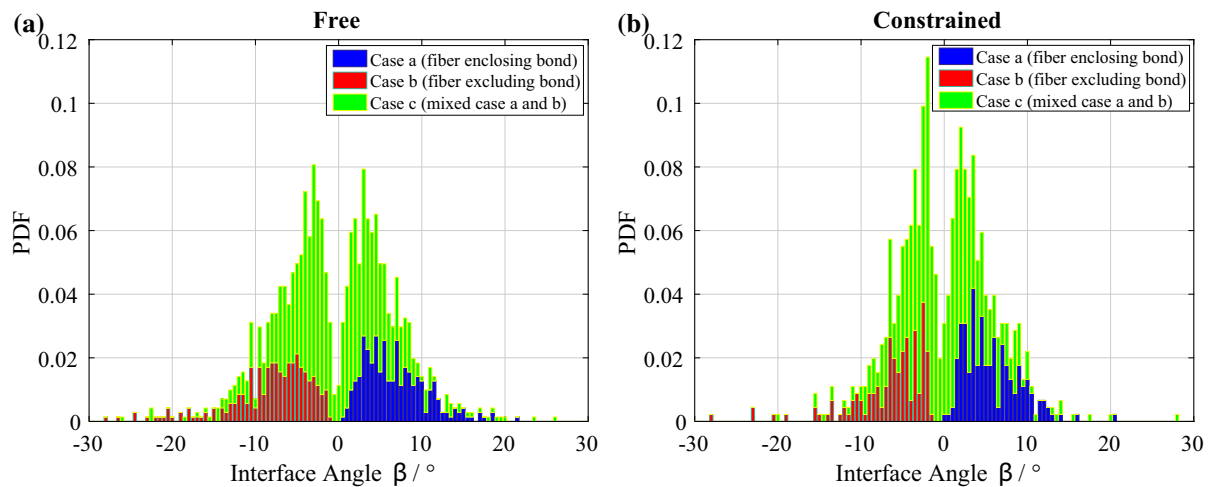 (a)
Free
0.12
0.1
0.08
0.06
0.04
0.02
0
PDF
Case a (fiber enclosing bond)
Case b (fiber excluding bond)
Case c (mixed case a and b)
-30 -20 -10 0 10 20 30
Interface Angle β / °
(b)
Constrained
0.12
0.1
0.08
0.06
0.04
0.02
0
PDF
Case a (fiber enclosing bond)
Case b (fiber excluding bond)
Case c (mixed case a and b)
-30 -20 -10 0 10 20 30
Interface Angle β / °